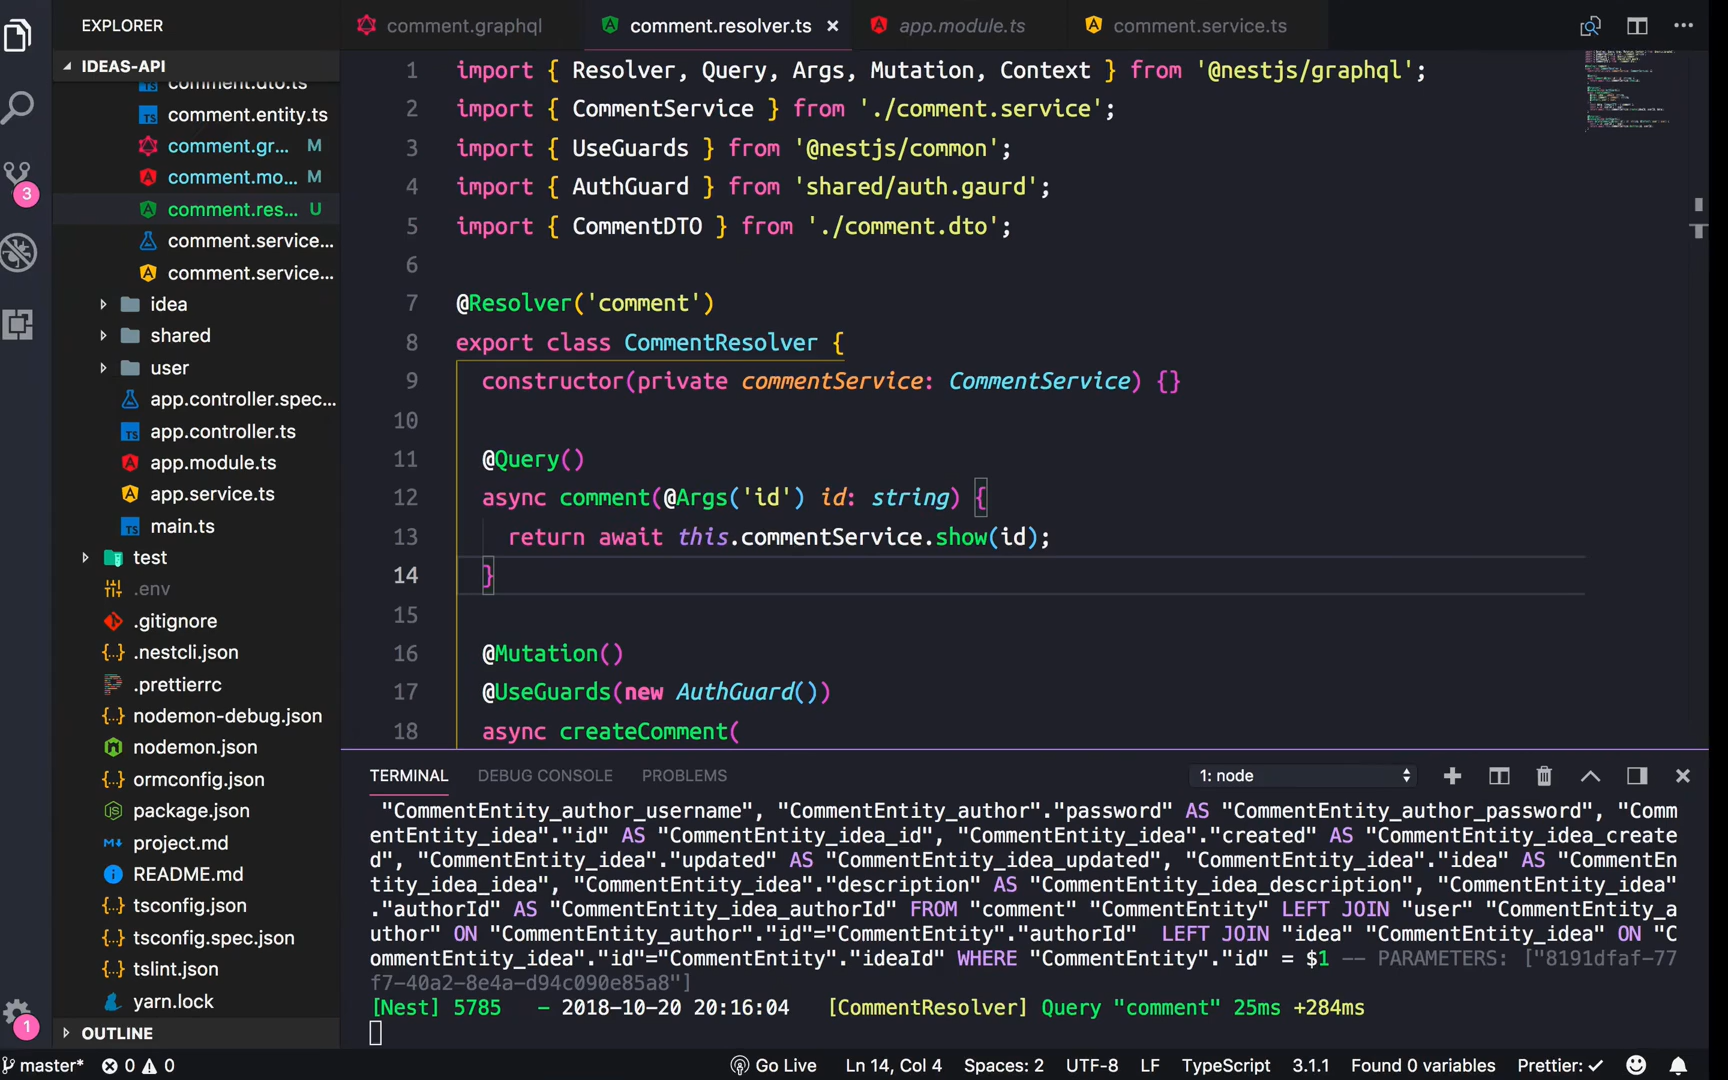 EXPLORER
comment.graphql
comment.resolver.ts
app.module.ts
comment.service.ts
IDEAS-API
comment.dto.ts
comment.entity.ts
comment.gr... M
comment.mo... M
comment.res... U
comment.service...
comment.service...
idea
shared
user
app.controller.spec...
app.controller.ts
app.module.ts
app.service.ts
main.ts
test
.env
.gitignore
.nestcli.json
.prettierrc
nodemon-debug.json
nodemon.json
ormconfig.json
package.json
project.md
README.md
tsconfig.json
tsconfig.spec.json
tslint.json
yarn.lock
OUTLINE
3
1
1 import { Resolver, Query, Args, Mutation, Context } from '@nestjs/graphql';
2 import { CommentService } from './comment.service';
3 import { UseGuards } from '@nestjs/common';
4 import { AuthGuard } from 'shared/auth.gaurd';
5 import { CommentDTO } from './comment.dto';
6
7 @Resolver('comment')
8 export class CommentResolver {
9 constructor(private commentService: CommentService) {}
10
11 @Query()
12 async comment(@Args('id') id: string) {
13 return await this.commentService.show(id);
14 }
15
16 @Mutation()
17 @UseGuards(new AuthGuard())
18 async createComment(
TERMINAL DEBUG CONSOLE PROBLEMS 1: node
"CommentEntity_author_username", "CommentEntity_author"."password" AS "CommentEntity_author_password", "Comm
entEntity_idea"."id" AS "CommentEntity_idea_id", "CommentEntity_idea"."created" AS "CommentEntity_idea_create
d", "CommentEntity_idea"."updated" AS "CommentEntity_idea_updated", "CommentEntity_idea"."idea" AS "CommentEn
tity_idea_idea", "CommentEntity_idea"."description" AS "CommentEntity_idea_description", "CommentEntity_idea"
."authorId" AS "CommentEntity_idea_authorId" FROM "comment" "CommentEntity" LEFT JOIN "user" "CommentEntity_a
uthor" ON "CommentEntity_author"."id"="CommentEntity"."authorId"  LEFT JOIN "idea" "CommentEntity_idea" ON "C
ommentEntity_idea"."id"="CommentEntity"."ideaId" WHERE "CommentEntity"."id" = $1 -- PARAMETERS: ["8191dfaf-77
f7-40a2-8e4a-d94c090e85a8"]
[Nest] 5785   - 2018-10-20 20:16:04   [CommentResolver] Query "comment" 25ms +284ms
master* 0 0 Go Live Ln 14, Col 4 Spaces: 2 UTF-8 LF TypeScript 3.1.1 Found 0 variables Prettier: ✓